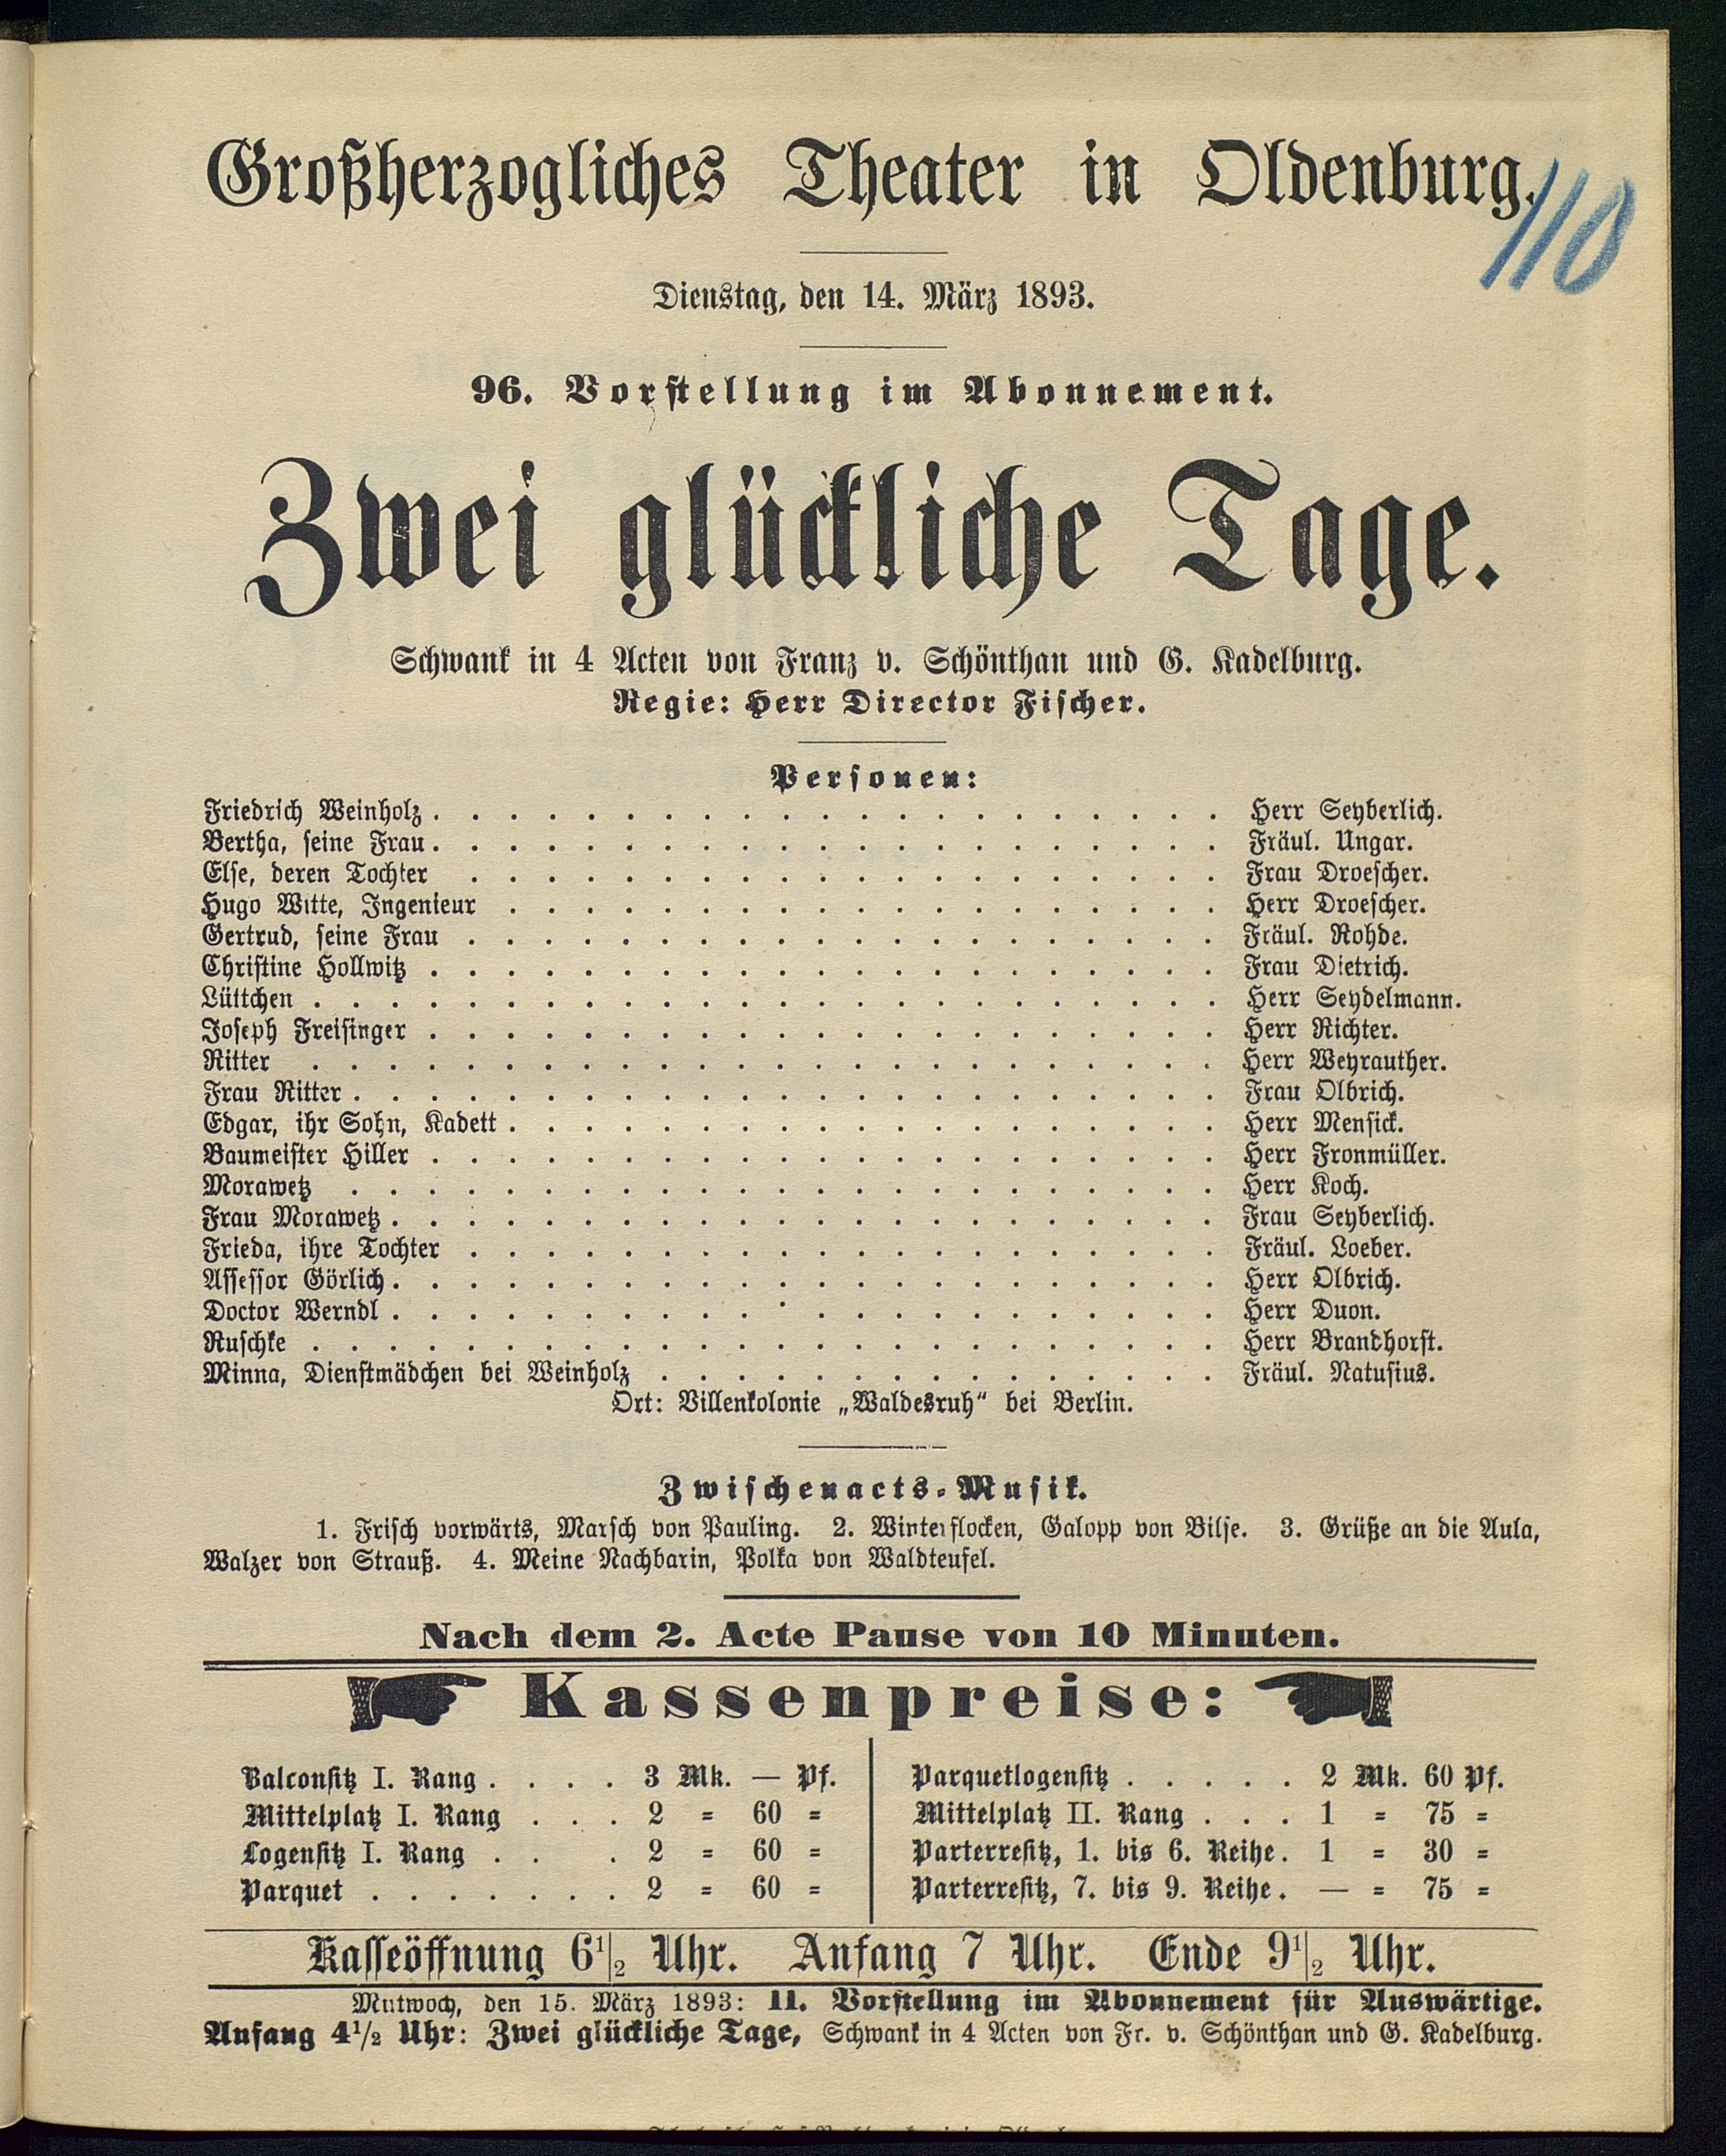 Großherzogliches Theater in Oldenburg.
110
Dienstag, den 14. März 1893.
96. Vorstellung im Abonnement.
Zwei glückliche Tage.
Schwank in 4 Acten von Franz v. Schönthan und G. Kadelburg.
Regie: Herr Director Fischer.
Personen:
Friedrich Weinholz . . . . . Herr Seyberlich.
Bertha, seine Frau . . . . . Fräul. Ungar.
Else, deren Tochter . . . . . Frau Droescher.
Hugo Witte, Ingenieur . . . . . Herr Droescher.
Gertrud, seine Frau . . . . . Fräul. Rohde.
Christine Hollwitz . . . . . Frau Dietrich.
Lüttchen . . . . . Herr Seydelmann.
Joseph Freisinger . . . . . Herr Richter.
Ritter . . . . . Herr Weyrauther.
Frau Ritter . . . . . Frau Olbrich.
Edgar, ihr Sohn, Kadett . . . . . Herr Mensick.
Baumeister Hiller . . . . . Herr Fronmüller.
Morawetz . . . . . Herr Koch.
Frau Morawetz . . . . . Frau Seyberlich.
Frieda, ihre Tochter . . . . . Fräul. Loeber.
Assessor Görlich . . . . . Herr Olbrich.
Doctor Werndl . . . . . Herr Duon.
Ruschke . . . . . Herr Brandhorst.
Minna, Dienstmädchen bei Weinholz . . . . . Fräul. Natusius.
Ort: Villenkolonie „Waldesruh“ bei Berlin.
Zwischenacts-Musik.
1. Frisch vorwärts, Marsch von Pauling. 2. Winterflocken, Galopp von Bilse. 3. Grüße an die Aula,
Walzer von Strauß. 4. Meine Nachbarin, Polka von Waldteufel.
Nach dem 2. Acte Pause von 10 Minuten.
Kassenpreise:
Balconsitz I. Rang . . . . 3 Mk. — Pf.
Mittelplatz I. Rang . . . 2 = 60 =
Logensitz I. Rang . . . 2 = 60 =
Parquet . . . . . . . 2 = 60 =
Parquetlogensitz . . . . . 2 Mk. 60 Pf.
Mittelplatz II. Rang . . . 1 = 75 =
Parterresitz, 1. bis 6. Reihe. 1 = 30 =
Parterresitz, 7. bis 9. Reihe. — = 75 =
Kasseöffnung 6 1/2 Uhr. Anfang 7 Uhr. Ende 9 1/2 Uhr.
Mittwoch, den 15. März 1893: 11. Vorstellung im Abonnement für Auswärtige.
Anfang 4 1/2 Uhr: Zwei glückliche Tage, Schwank in 4 Acten von Fr. v. Schönthan und G. Kadelburg.